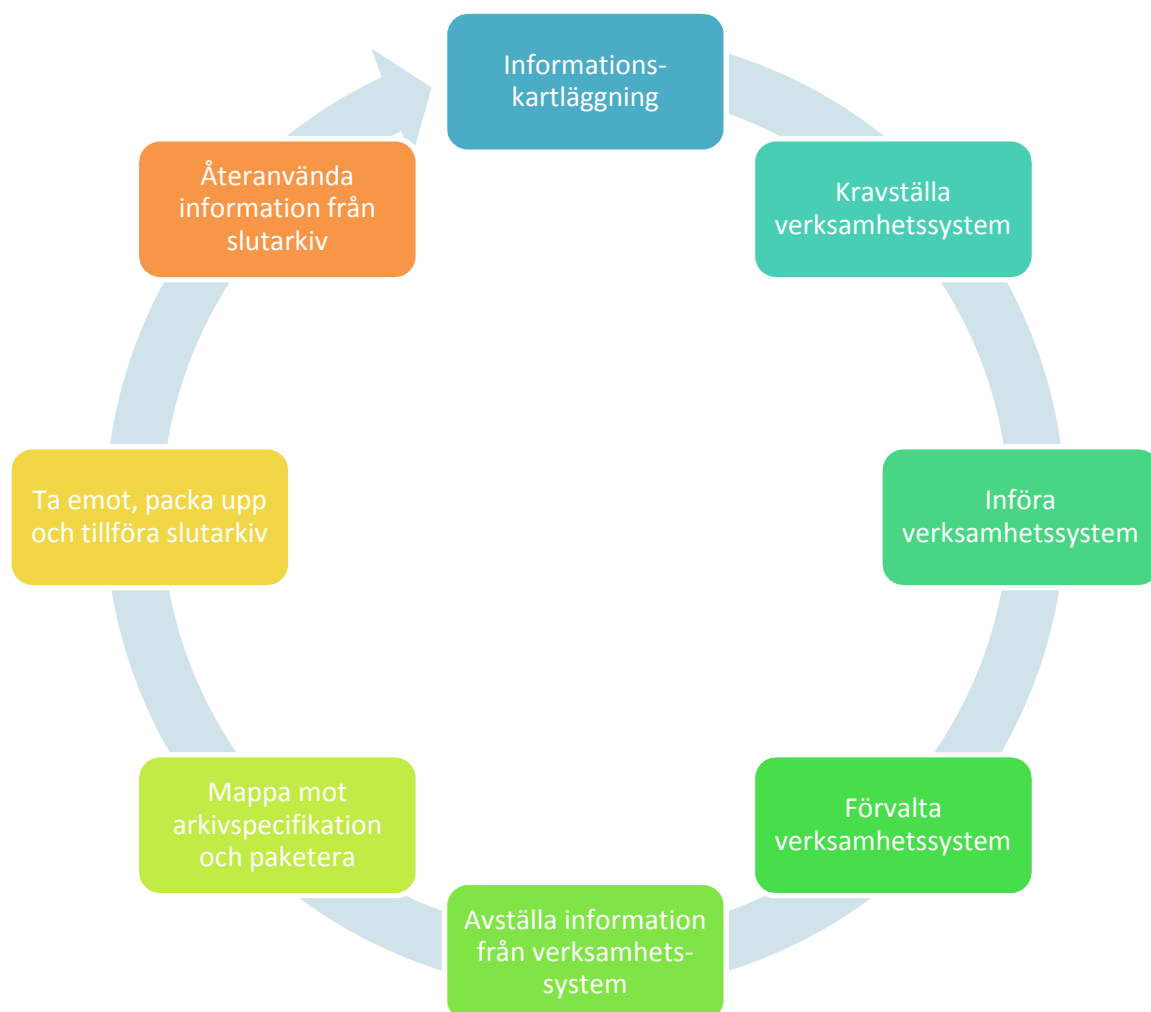 Informations-
kartläggning
Kravställa
verksamhetssystem
Införa
verksamhetssystem
Förvalta
verksamhetssystem
Avställa information
från verksamhets-
system
Mappa mot
arkivspecifikation
och paketera
Ta emot, packa upp
och tillföra slutarkiv
Återanvända
information från
slutarkiv